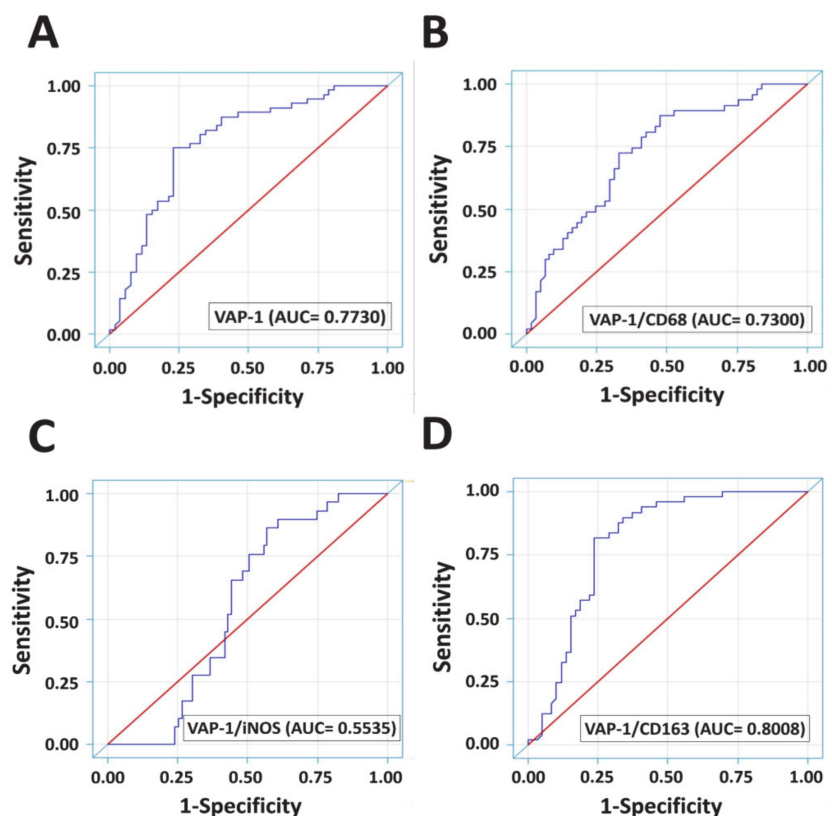 A
Sensitivity
1.00
0.75
0.50
0.25
0.00
VAP-1 (AUC= 0.7730)
0.00 0.25 0.50 0.75 1.00
1-Specificity
B
Sensitivity
1.00
0.75
0.50
0.25
0.00
VAP-1/CD68 (AUC= 0.7300)
0.00 0.25 0.50 0.75 1.00
1-Specificity
C
Sensitivity
1.00
0.75
0.50
0.25
0.00
VAP-1/iNOS (AUC= 0.5535)
0.00 0.25 0.50 0.75 1.00
1-Specificity
D
Sensitivity
1.00
0.75
0.50
0.25
0.00
VAP-1/CD163 (AUC= 0.8008)
0.00 0.25 0.50 0.75 1.00
1-Specificity